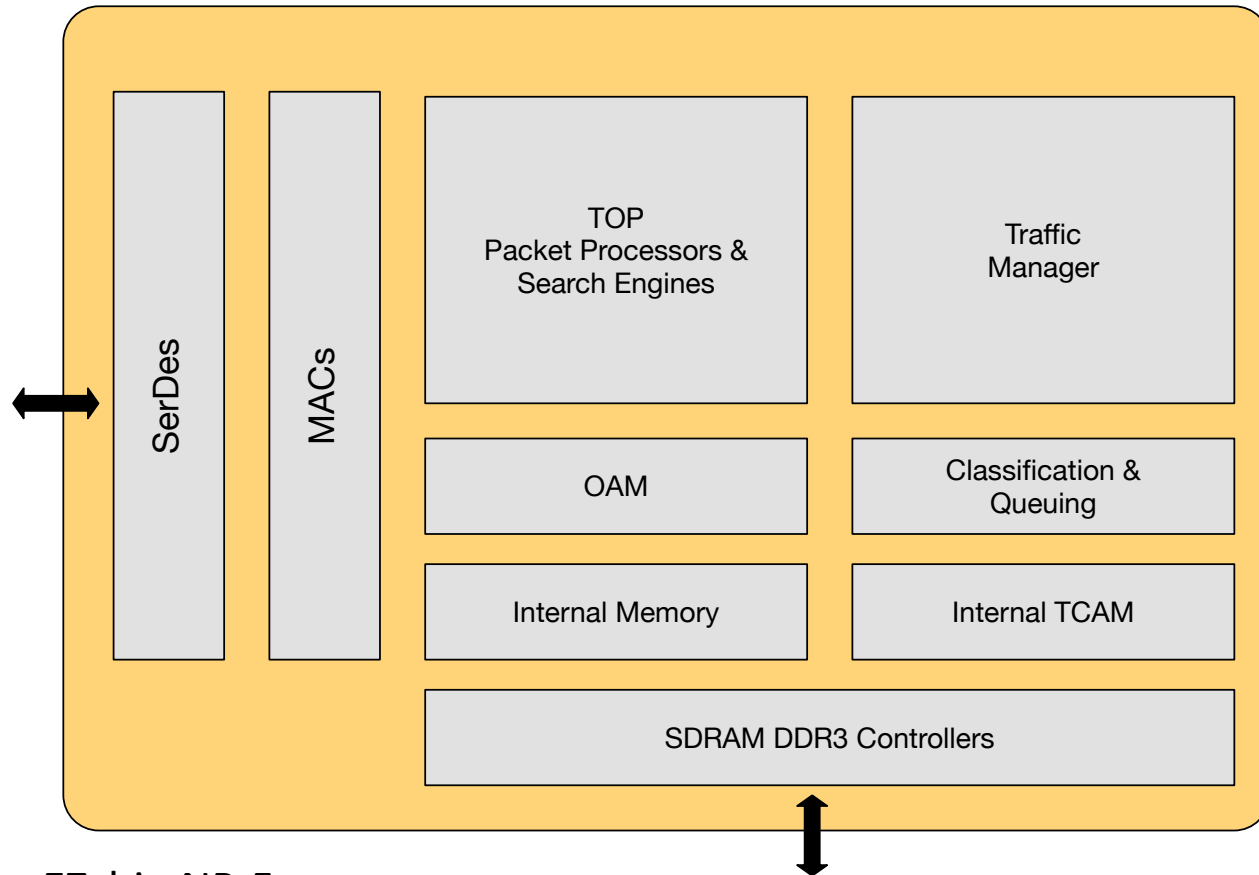 SerDes
MACs
TOP
Packet Processors &
Search Engines
Traffic
Manager
OAM
Classification &
Queuing
Internal Memory
Internal TCAM
SDRAM DDR3 Controllers